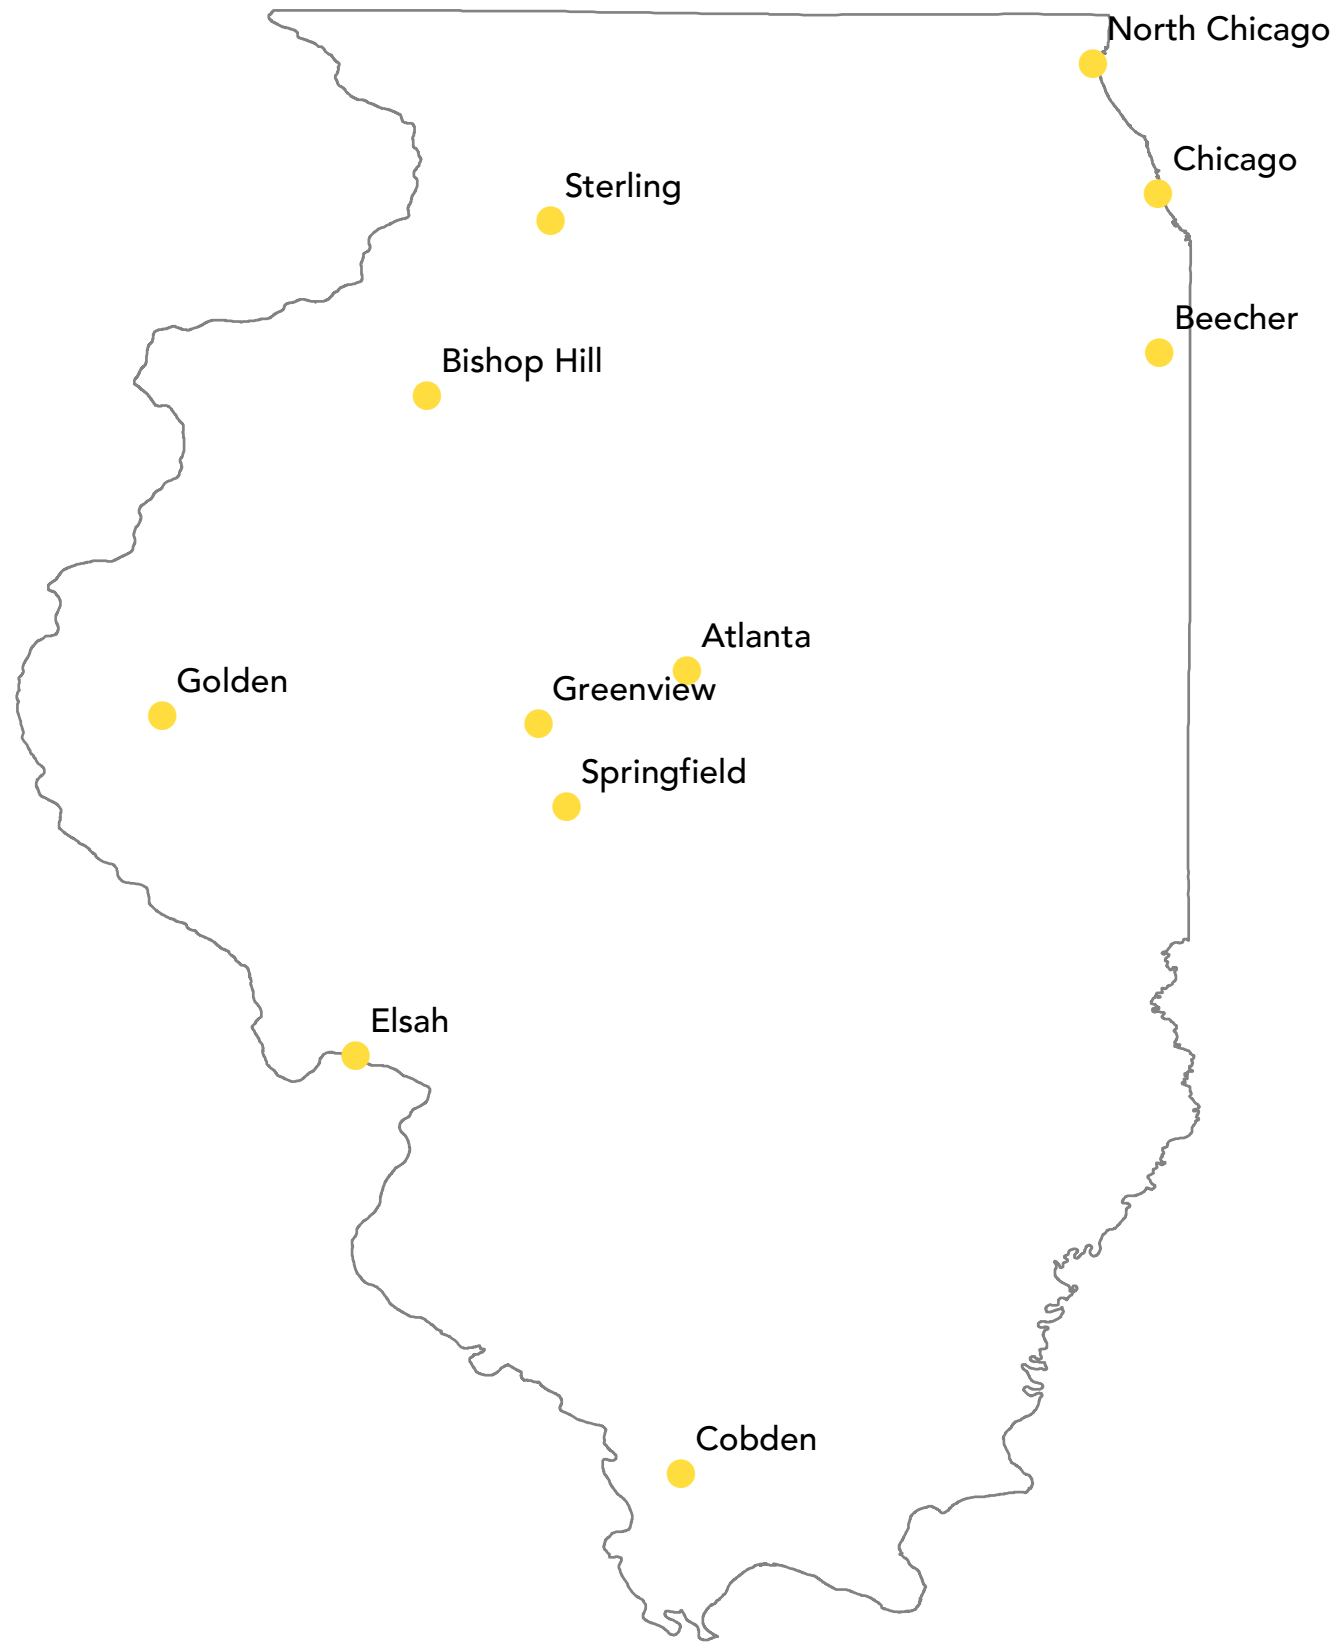 North Chicago
Chicago
Sterling
Beecher
Bishop Hill
Atlanta
Golden
Greenview
Springfield
Elsah
Cobden